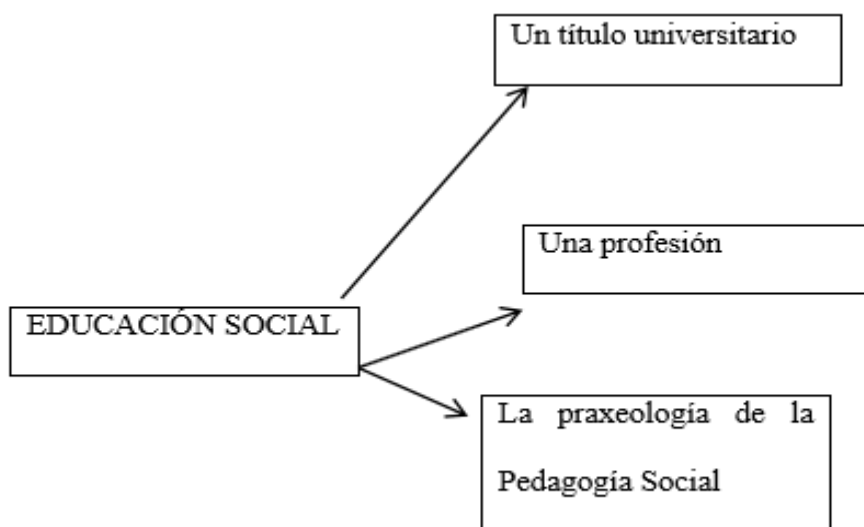 Un título universitario
Una profesión
EDUCACIÓN SOCIAL
La praxeología de la
Pedagogía Social